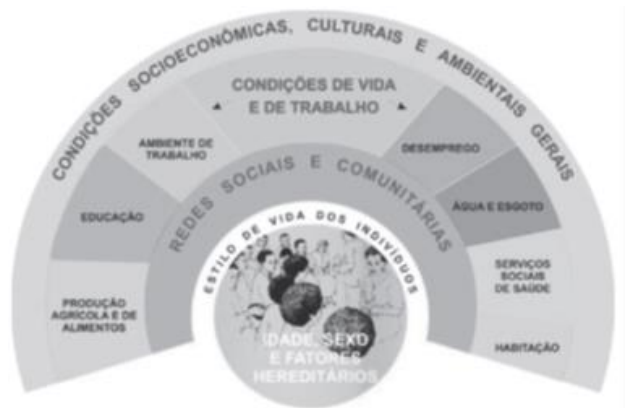 CONDIÇÕES SOCIOECONÔMICAS, CULTURAIS E AMBIENTAIS GERAIS
CONDIÇÕES DE VIDA
E DE TRABALHO
AMBIENTE DE
TRABALHO
DESEMPREGO
REDES SOCIAIS E COMUNITÁRIAS
EDUCAÇÃO
ÁGUA E ESGOTO
ESTILO DE VIDA DOS INDIVÍDUOS
SERVIÇOS
SOCIAIS
DE SAÚDE
PRODUÇÃO
AGRÍCOLA E DE
ALIMENTOS
HABITAÇÃO
IDADE, SEXO
E FATORES
HEREDITÁRIOS